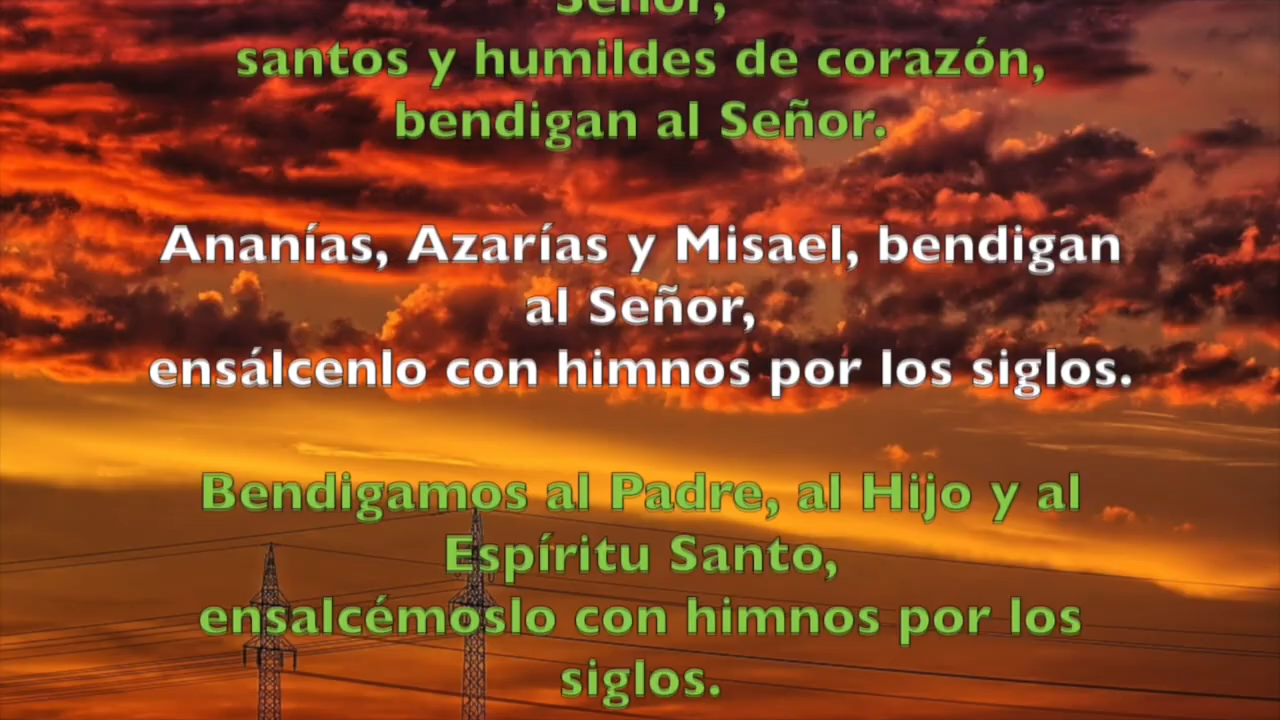 Señor,
santos y humildes de corazón,
bendigan al Señor.
Ananías, Azarías y Misael, bendigan
al Señor,
ensálcenlo con himnos por los siglos.
Bendigamos al Padre, al Hijo y al
Espíritu Santo,
ensalcémoslo con himnos por los
siglos.